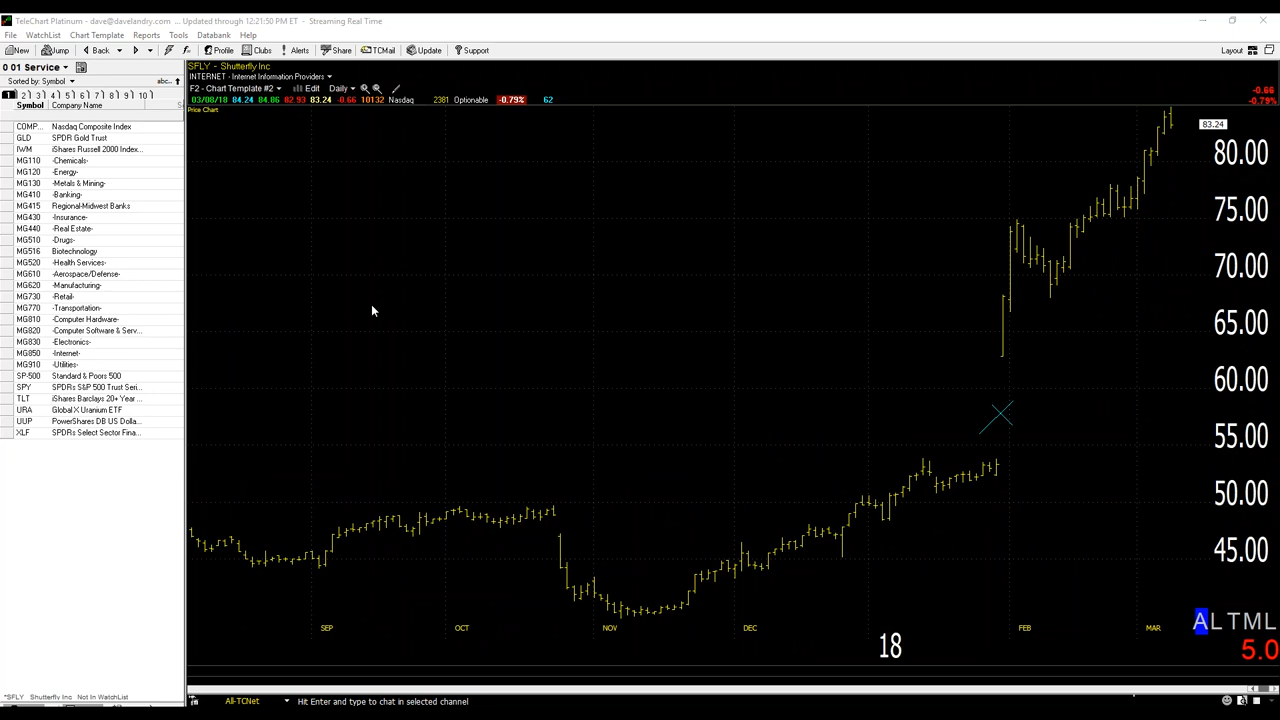 TeleChart Platinum - dave@davelandry.com ... Updated through 12:21:50 PM ET - Streaming Real Time
File WatchList Chart Template Reports Tools Databank Help
New Jump Back Profile Clubs Alerts Share TCMail Update Support Layout
0 01 Service
Sorted by: Symbol abc..
1 2 3 4 5 6 7 8 9 10
Symbol Company Name
COMP... Nasdaq Composite Index
GLD SPDR Gold Trust
IWM iShares Russell 2000 Index...
MG110 -Chemicals-
MG120 -Energy-
MG130 -Metals & Mining-
MG410 -Banking-
MG415 Regional-Midwest Banks
MG430 -Insurance-
MG440 -Real Estate-
MG510 -Drugs-
MG516 Biotechnology
MG520 -Health Services-
MG610 -Aerospace/Defense-
MG620 -Manufacturing-
MG730 -Retail-
MG770 -Transportation-
MG810 -Computer Hardware-
MG820 -Computer Software & Serv...
MG830 -Electronics-
MG850 -Internet-
MG910 -Utilities-
SP-500 Standard & Poors 500
SPY SPDRs S&P 500 Trust Seri...
TLT iShares Barclays 20+ Year ...
URA Global X Uranium ETF
UUP PowerShares DB US Dolla...
XLF SPDRs Select Sector Fina...
*SFLY Shutterfly Inc Not In WatchList
SFLY - Shutterfly Inc
INTERNET - Internet Information Providers
F2 - Chart Template #2 Edit Daily
03/08/18 84.24 84.86 82.93 83.24 -0.66 10132 Nasdaq 2381 Optionable -0.79% 62
-0.66
-0.79%
Price Chart
83.24
80.00
75.00
70.00
65.00
60.00
55.00
50.00
45.00
ALTML
SEP OCT NOV DEC FEB MAR
18
5.0
All-TCNet Hit Enter and type to chat in selected channel